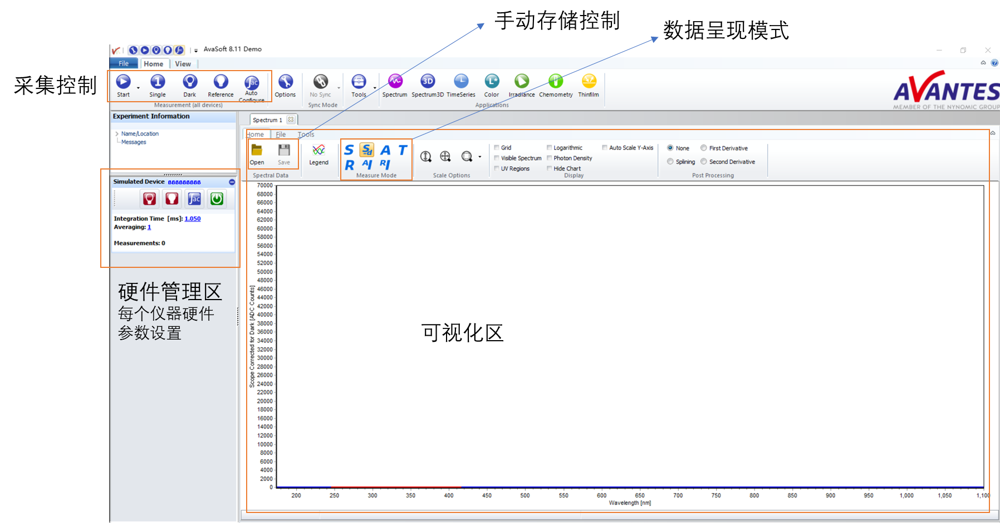 手动存储控制
数据呈现模式
AvaSoft 8.11 Demo
File Home View
采集控制
Start Single Dark Reference Auto Configure Options No Sync Tools Spectrum Spectrum3D TimeSeries Color Irradiance Chemometry Thinfilm
Measurement (all devices) Sync Mode Applications
AVANTES
MEMBER OF THE NYNOMIC GROUP
Experiment Information
Name/Location
Messages
Spectrum 1
Home File Tools
Open Save Legend
S S-d A T
R AI RI
Grid Logarithmic Auto Scale Y-Axis
Visible Spectrum Photon Density
UV Regions Hide Chart
None First Derivative
Splining Second Derivative
Spectral Data Measure Mode Scale Options Display Post Processing
Simulated Device
Integration Time [ms]: 1.050
Averaging: 1
Measurements: 0
硬件管理区
每个仪器硬件
参数设置
可视化区
Scope Corrected for Dark [ADC Counts]
70000
68000
66000
64000
62000
60000
58000
56000
54000
52000
50000
48000
46000
44000
42000
40000
38000
36000
34000
32000
30000
28000
26000
24000
22000
20000
18000
16000
14000
12000
10000
8000
6000
4000
2000
0
200 250 300 350 400 450 500 550 600 650 700 750 800 850 900 950 1,000 1,050 1,100
Wavelength [nm]